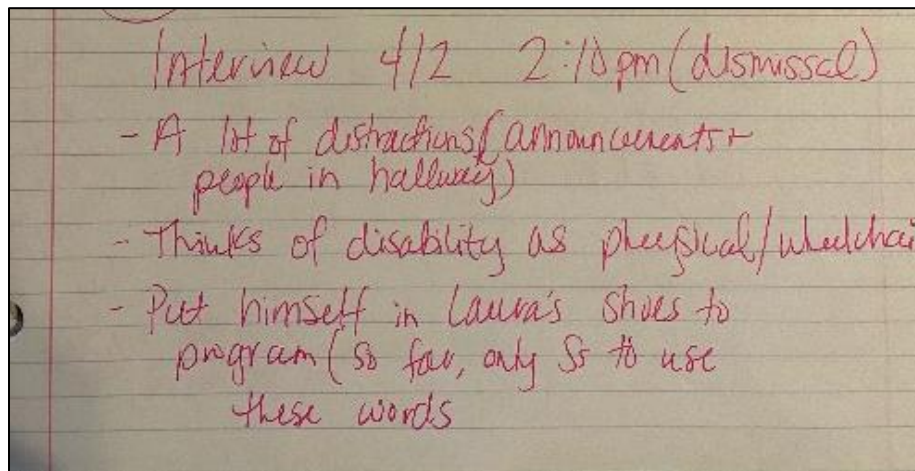 Interview 4/2 2:10pm (dismissal)
- A lot of distractions (announcements +
people in hallway)
- Thinks of disability as physical/wheelchai
- Put himself in Laura's shoes to
program (so far, only Ss to use
these words